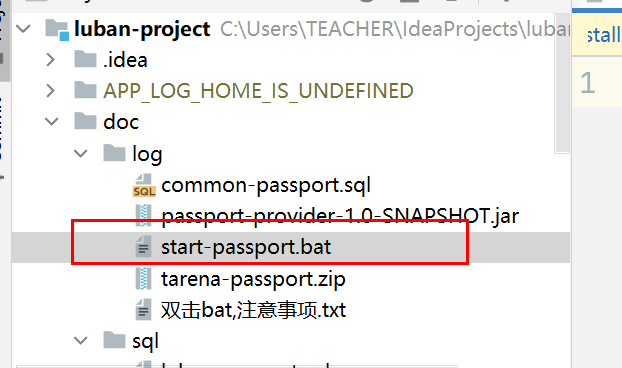 luban-project C:\Users\TEACHER\IdeaProjects\luban
.idea
APP_LOG_HOME_IS_UNDEFINED
doc
log
SQL common-passport.sql
passport-provider-1.0-SNAPSHOT.jar
start-passport.bat
tarena-passport.zip
双击bat,注意事项.txt
sql
stall
1